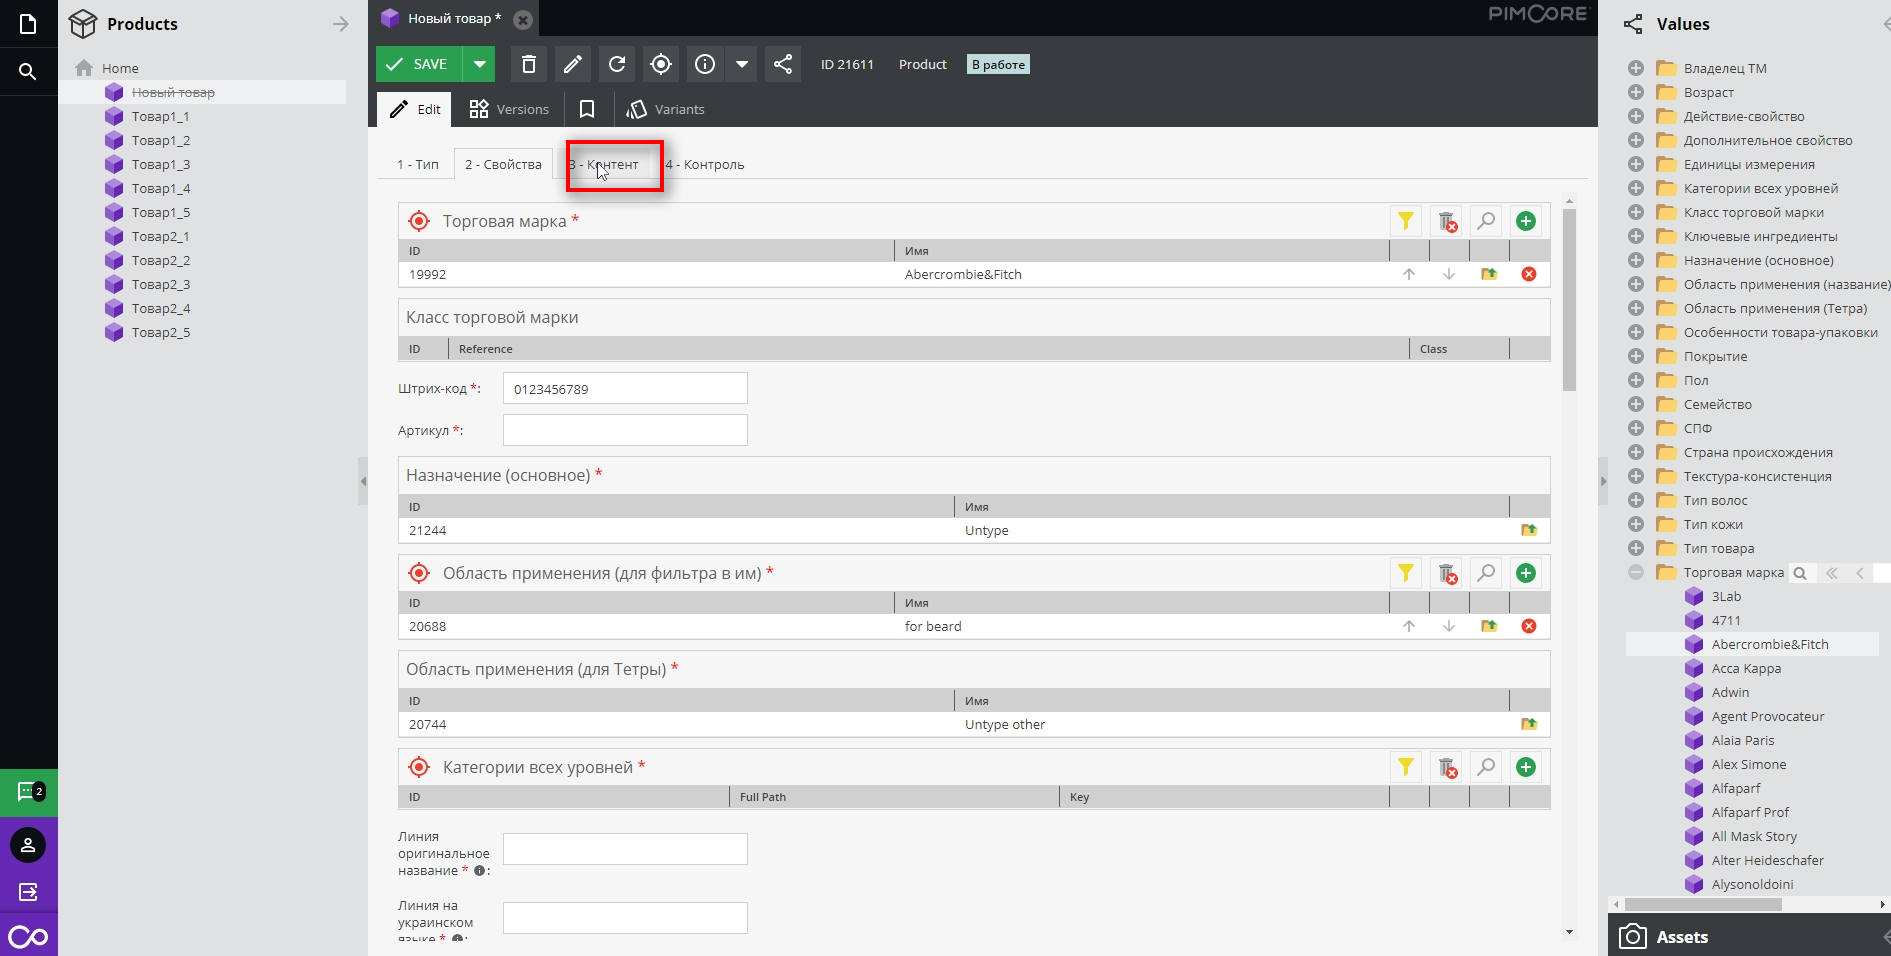 Products
Home
Новый товар
Товар1_1
Товар1_2
Товар1_3
Товар1_4
Товар1_5
Товар2_1
Товар2_2
Товар2_3
Товар2_4
Товар2_5
2
Новый товар *
PIMCORE
SAVE
ID 21611
Product
В работе
Edit
Versions
Variants
1 - Тип
2 - Свойства
3 - Контент
4 - Контроль
Торговая марка *
ID Имя
19992 Abercrombie&Fitch
Класс торговой марки
ID Reference Class
Штрих-код *: 0123456789
Артикул *:
Назначение (основное) *
ID Имя
21244 Untype
Область применения (для фильтра в им) *
ID Имя
20688 for beard
Область применения (для Тетры) *
ID Имя
20744 Untype other
Категории всех уровней *
ID Full Path Key
Линия
оригинальное
название * :
Линия на
украинском
языке * :
Values
Владелец ТМ
Возраст
Действие-свойство
Дополнительное свойство
Единицы измерения
Категории всех уровней
Класс торговой марки
Ключевые ингредиенты
Назначение (основное)
Область применения (название)
Область применения (Тетра)
Особенности товара-упаковки
Покрытие
Пол
Семейство
СПФ
Страна происхождения
Текстура-консистенция
Тип волос
Тип кожи
Тип товара
Торговая марка
3Lab
4711
Abercrombie&Fitch
Acca Kappa
Adwin
Agent Provocateur
Alaia Paris
Alex Simone
Alfaparf
Alfaparf Prof
All Mask Story
Alter Heideschafer
Alysonoldoini
Assets